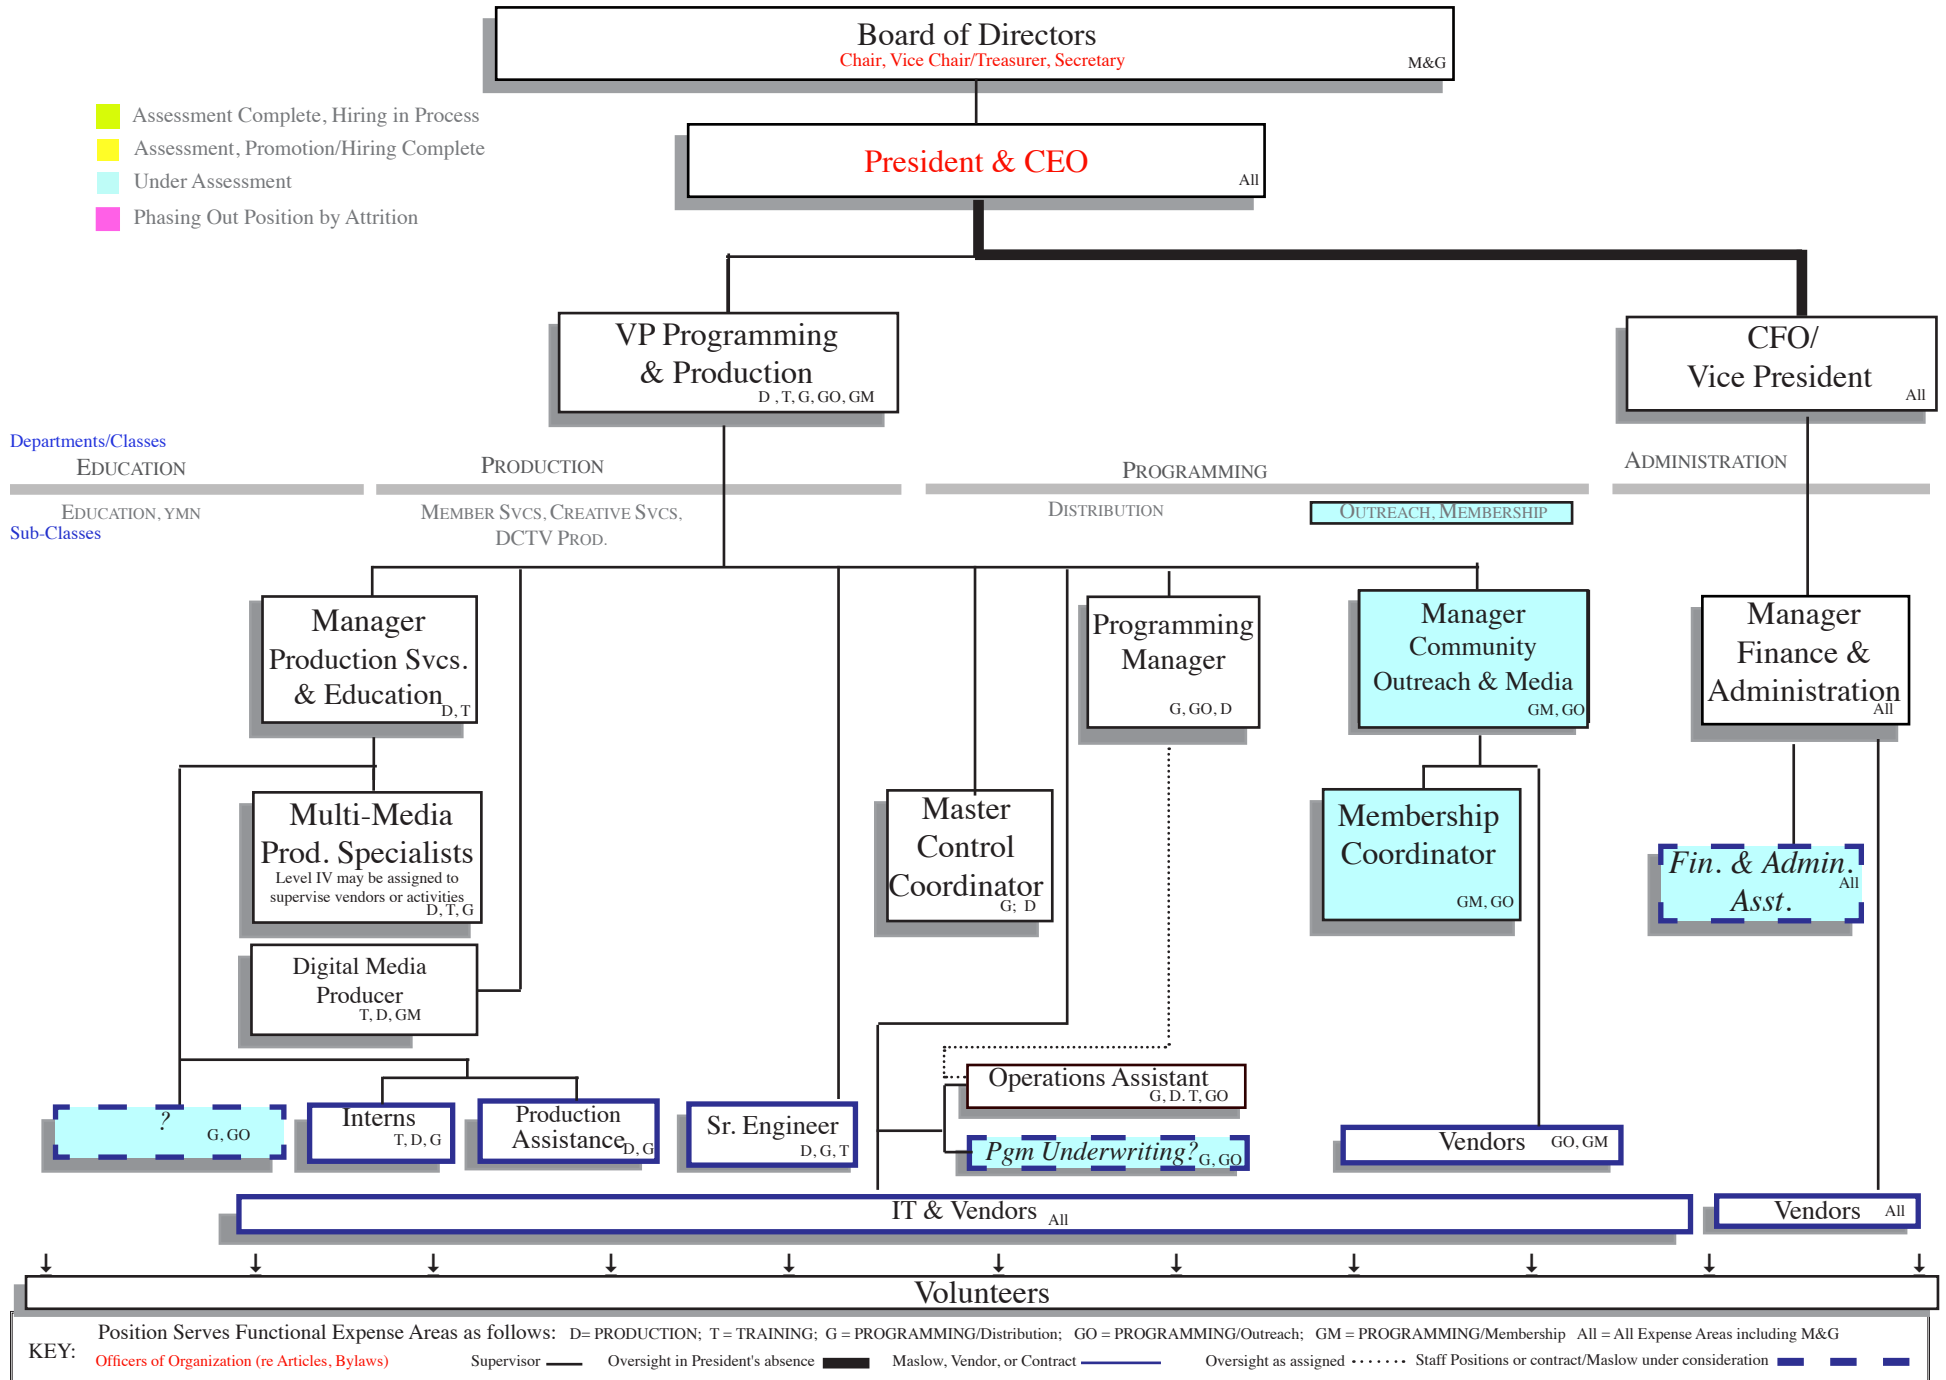 Board of Directors
Chair, Vice Chair/Treasurer, Secretary
M&G
Assessment Complete, Hiring in Process
Assessment, Promotion/Hiring Complete
Under Assessment
Phasing Out Position by Attrition
President & CEO
All
VP Programming
& Production
D , T, G, GO, GM
CFO/
Vice President
All
Departments/Classes
EDUCATION
PRODUCTION
PROGRAMMING
ADMINISTRATION
EDUCATION, YMN
MEMBER SVCS, CREATIVE SVCS,
DCTV PROD.
DISTRIBUTION
OUTREACH, MEMBERSHIP
Sub-Classes
Manager
Production Svcs.
& Education
D, T
Programming
Manager
G, GO, D
Manager
Community
Outreach & Media
GM, GO
Manager
Finance &
Administration
All
Multi-Media
Prod. Specialists
Level IV may be assigned to
supervise vendors or activities
D, T, G
Master
Control
Coordinator
G; D
Membership
Coordinator
GM, GO
Fin. & Admin.
All
Asst.
Digital Media
Producer
T, D, GM
?
G, GO
Interns
T, D, G
Production
Assistance
D, G
Sr. Engineer
D, G, T
Operations Assistant
G, D. T, GO
Pgm Underwriting?
G, GO
Vendors GO, GM
IT & Vendors All
Vendors All
Volunteers
KEY:
Position Serves Functional Expense Areas as follows: D= PRODUCTION; T = TRAINING; G = PROGRAMMING/Distribution; GO = PROGRAMMING/Outreach; GM = PROGRAMMING/Membership All = All Expense Areas including M&G
Officers of Organization (re Articles, Bylaws) Supervisor Oversight in President's absence Maslow, Vendor, or Contract Oversight as assigned Staff Positions or contract/Maslow under consideration